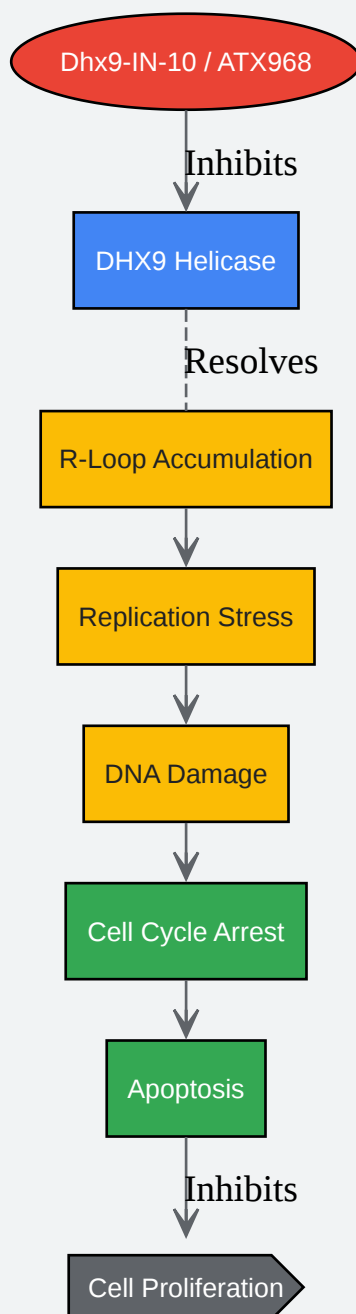 Dhx9-IN-10 / ATX968
Inhibits
DHX9 Helicase
Resolves
R-Loop Accumulation
Replication Stress
DNA Damage
Cell Cycle Arrest
Apoptosis
Inhibits
Cell Proliferation